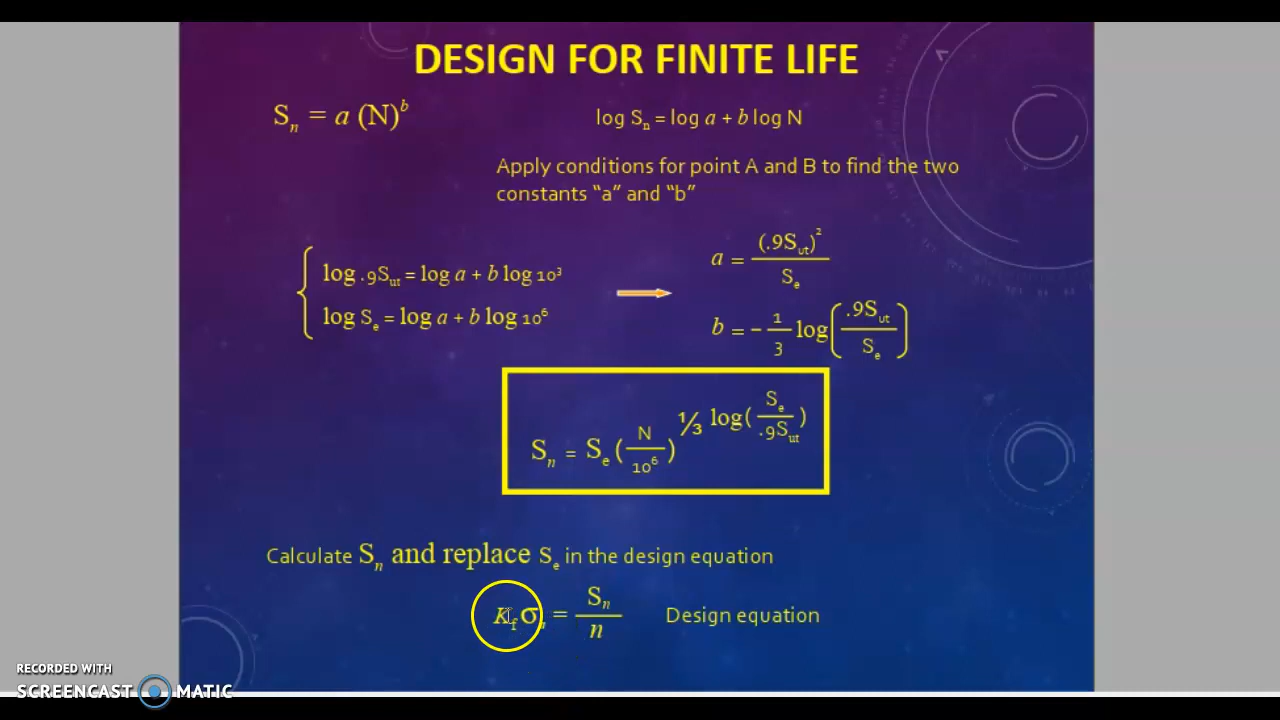 DESIGN FOR FINITE LIFE
Sn = a (N)^b
log Sn = log a + b log N
Apply conditions for point A and B to find the two
constants “a” and “b”
log .9Sut = log a + b log 10³
log Se = log a + b log 10⁶
a = (.9Sut)² / Se
b = - 1/3 log(.9Sut / Se)
Sn = Se (N / 10⁶)^(⅓ log(Se / .9Sut))
Calculate Sn and replace Se in the design equation
Kf σ = Sn / n
Design equation
RECORDED WITH
SCREENCAST MATIC